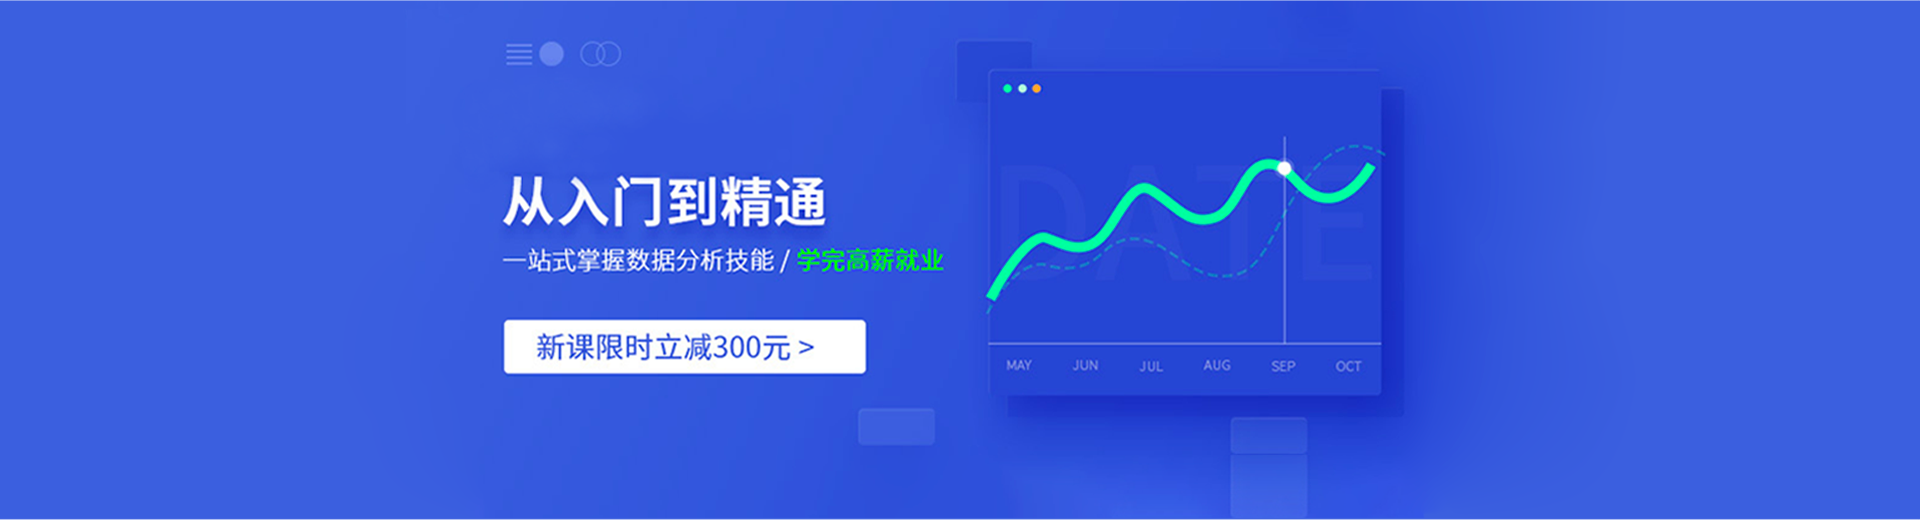 从入门到精通
一站式掌握数据分析技能 / 学完高薪就业
新课限时立减300元 >
DATE
MAY JUN JUL AUG SEP OCT